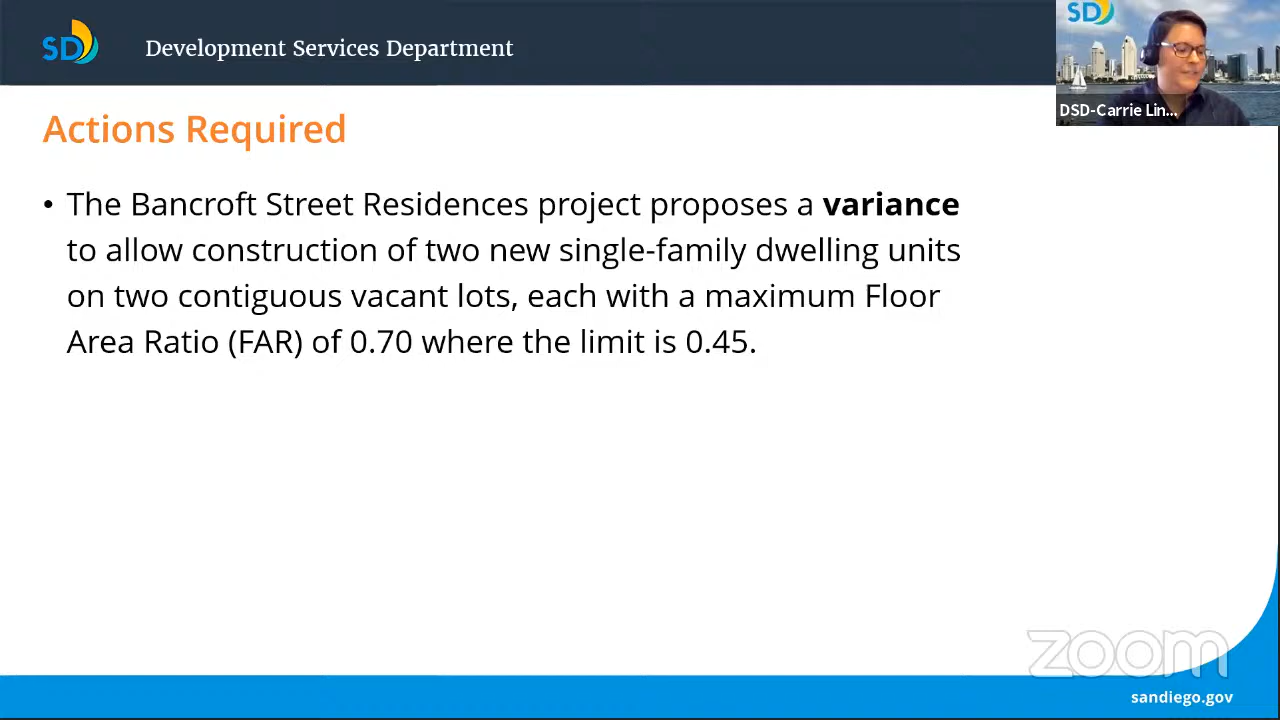 SD
Development Services Department
SD
DSD-Carrie Lin...
Actions Required
• The Bancroft Street Residences project proposes a variance
to allow construction of two new single-family dwelling units
on two contiguous vacant lots, each with a maximum Floor
Area Ratio (FAR) of 0.70 where the limit is 0.45.
zoom
sandiego.gov